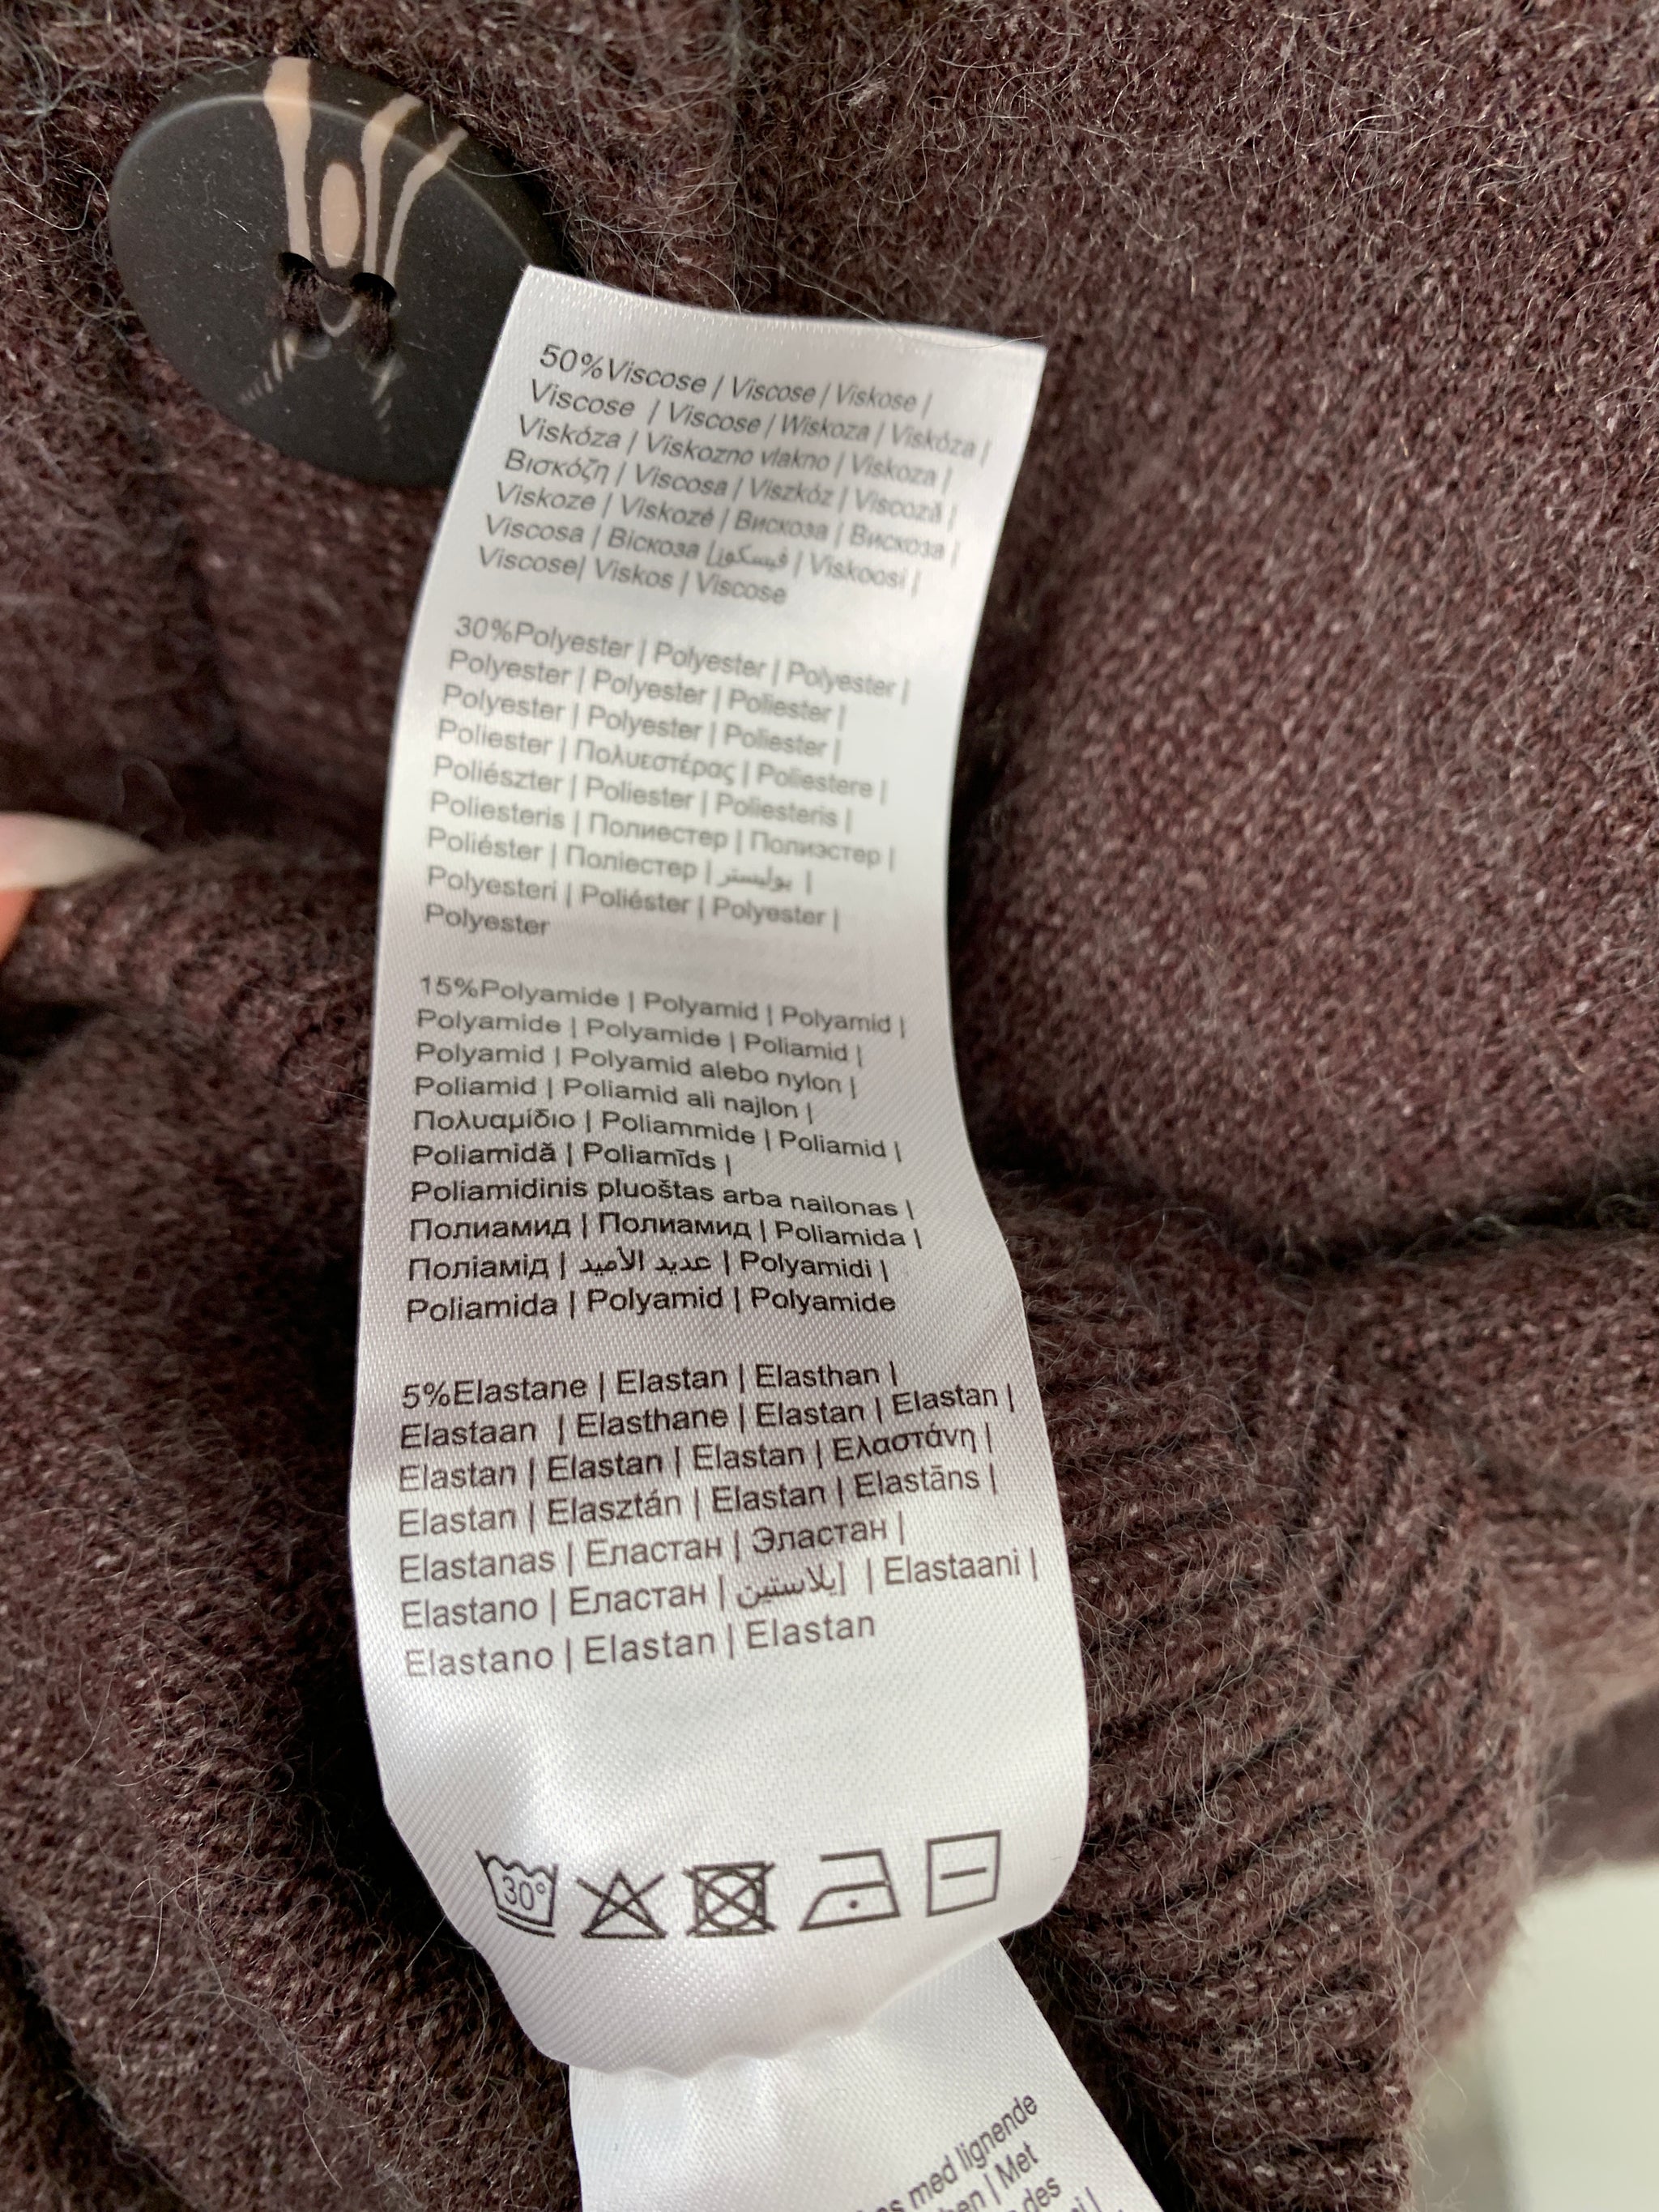 50%Viscose | Viscose | Viskose |
Viscose | Viscose | Wiskoza | Viskóza |
Viskóza | Viskozno vlakno | Viskoza |
Βισκόζη | Viscosa | Viszkóz | Viscoză |
Viskoze | Viskozė | Вискоза | Вискоза |
Viscosa | Віскоза | فيسكوز | Viskoosi |
Viscose| Viskos | Viscose
30%Polyester | Polyester | Polyester |
Polyester | Polyester | Poliester |
Polyester | Polyester | Poliester |
Poliester | Πολυεστέρας | Poliestere |
Poliészter | Poliester | Poliesteris |
Poliesteris | Полиестер | Полиэстер |
Poliéster | Поліестер | بوليستر |
Polyesteri | Poliéster | Polyester |
Polyester
15%Polyamide | Polyamid | Polyamid |
Polyamide | Polyamide | Poliamid |
Polyamid | Polyamid alebo nylon |
Poliamid | Poliamid ali najlon |
Πολυαμίδιο | Poliammide | Poliamid |
Poliamidă | Poliamīds |
Poliamidinis pluoštas arba nailonas |
Полиамид | Полиамид | Poliamida |
Поліамід | عديد الأميد | Polyamidi |
Poliamida | Polyamid | Polyamide
5%Elastane | Elastan | Elasthan |
Elastaan | Elasthane | Elastan | Elastan |
Elastan | Elastan | Elastan | Ελαστάνη |
Elastan | Elasztán | Elastan | Elastāns |
Elastanas | Еластан | Эластан |
Elastano | Еластан | إيلاستين | Elastaani |
Elastano | Elastan | Elastan
30°
med lignende
| Met
des